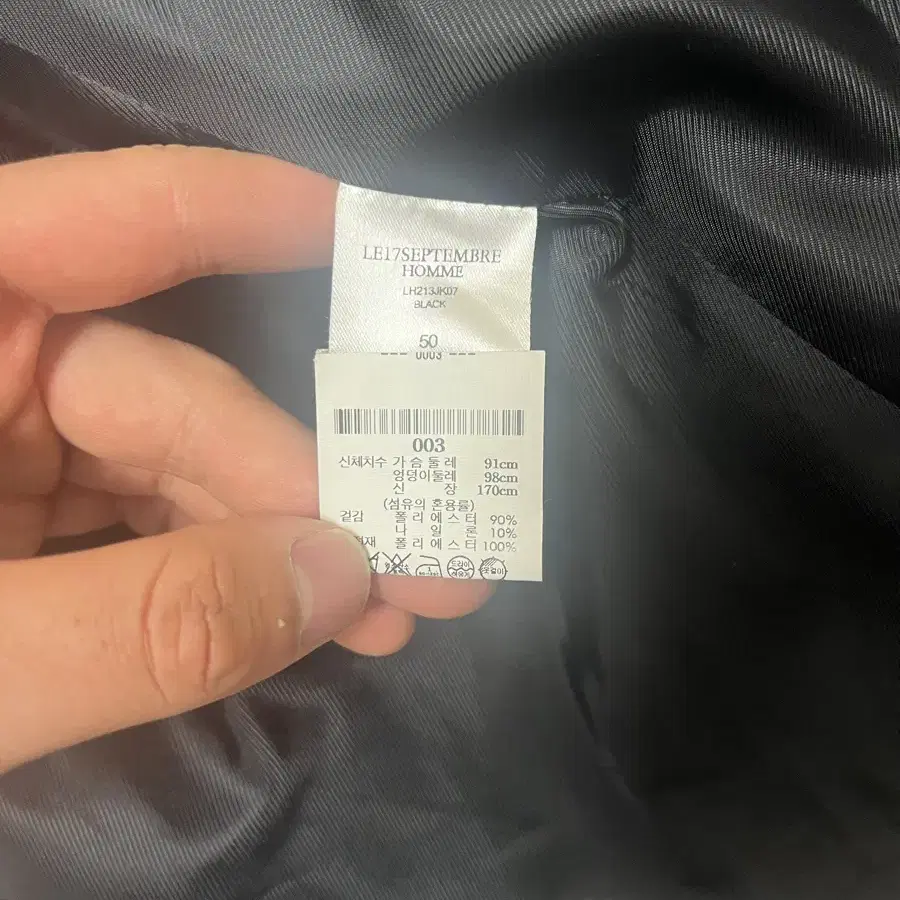 LE17SEPTEMBRE
HOMME
LH213JK07
BLACK
50
--- 0003 ---
003
신체치수 가슴둘레 91cm
엉덩이둘레 98cm
신장 170cm
(섬유의 혼용률)
겉감 폴리에스터 90%
나일론 10%
폴리에스터 100%